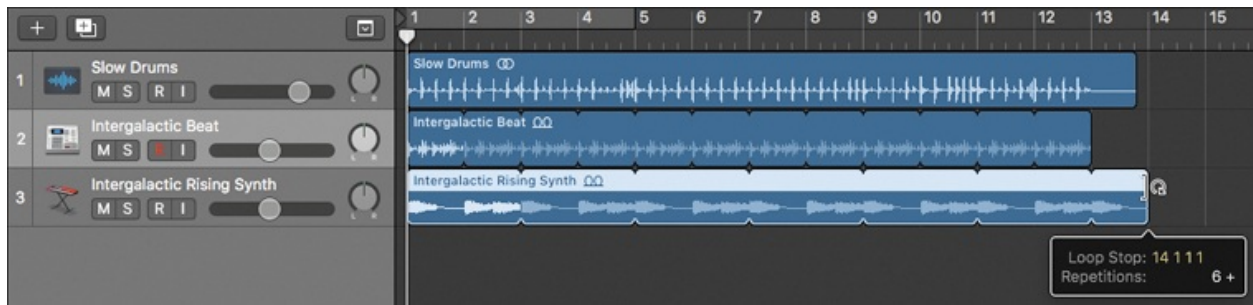 1 2 3 4 5 6 7 8 9 10 11 12 13 14 15
1 Slow Drums
M S R I
L R
Slow Drums
2 Intergalactic Beat
M S R I
L R
Intergalactic Beat
3 Intergalactic Rising Synth
M S R I
L R
Intergalactic Rising Synth
Loop Stop: 14 1 1 1
Repetitions: 6 +